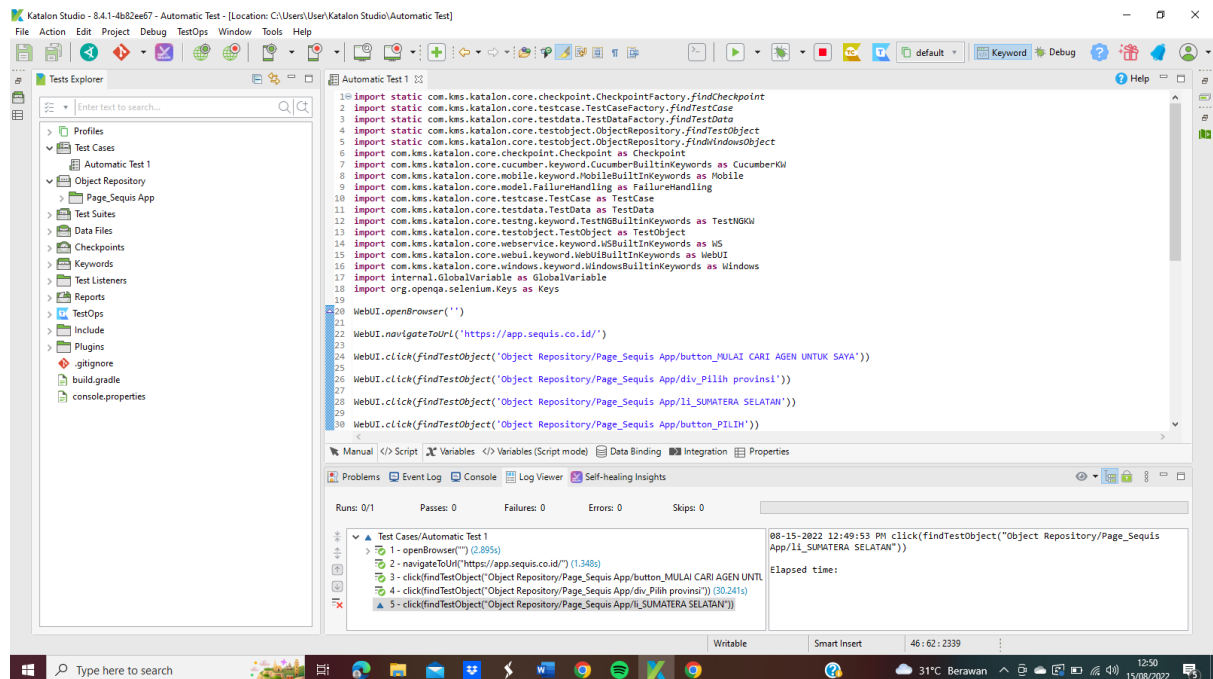 Katalon Studio - 8.4.1-4b82ee67 - Automatic Test - [Location: C:\Users\User\Katalon Studio\Automatic Test]
File Action Edit Project Debug TestOps Window Tools Help
default Keyword Debug
Tests Explorer
Enter text to search...
Profiles
Test Cases
Automatic Test 1
Object Repository
Page_Sequis App
Test Suites
Data Files
Checkpoints
Keywords
Test Listeners
Reports
TestOps
Include
Plugins
.gitignore
build.gradle
console.properties
Automatic Test 1
Help
1 import static com.kms.katalon.core.checkpoint.CheckpointFactory.findCheckpoint
2 import static com.kms.katalon.core.testcase.TestCaseFactory.findTestCase
3 import static com.kms.katalon.core.testdata.TestDataFactory.findTestData
4 import static com.kms.katalon.core.testobject.ObjectRepository.findTestObject
5 import static com.kms.katalon.core.testobject.ObjectRepository.findWindowsObject
6 import com.kms.katalon.core.checkpoint.Checkpoint as Checkpoint
7 import com.kms.katalon.core.cucumber.keyword.CucumberBuiltinKeywords as CucumberKW
8 import com.kms.katalon.core.mobile.keyword.MobileBuiltInKeywords as Mobile
9 import com.kms.katalon.core.model.FailureHandling as FailureHandling
10 import com.kms.katalon.core.testcase.TestCase as TestCase
11 import com.kms.katalon.core.testdata.TestData as TestData
12 import com.kms.katalon.core.testng.keyword.TestNGBuiltinKeywords as TestNGKW
13 import com.kms.katalon.core.testobject.TestObject as TestObject
14 import com.kms.katalon.core.webservice.keyword.WSBuiltInKeywords as WS
15 import com.kms.katalon.core.webui.keyword.WebUiBuiltInKeywords as WebUI
16 import com.kms.katalon.core.windows.keyword.WindowsBuiltinKeywords as Windows
17 import internal.GlobalVariable as GlobalVariable
18 import org.openqa.selenium.Keys as Keys
19
20 WebUI.openBrowser('')
21
22 WebUI.navigateToUrl('https://app.sequis.co.id/')
23
24 WebUI.click(findTestObject('Object Repository/Page_Sequis App/button_MULAI CARI AGEN UNTUK SAYA'))
25
26 WebUI.click(findTestObject('Object Repository/Page_Sequis App/div_Pilih provinsi'))
27
28 WebUI.click(findTestObject('Object Repository/Page_Sequis App/li_SUMATERA SELATAN'))
29
30 WebUI.click(findTestObject('Object Repository/Page_Sequis App/button_PILIH'))
Manual </> Script Variables </> Variables (Script mode) Data Binding Integration Properties
Problems Event Log Console Log Viewer Self-healing Insights
Runs: 0/1 Passes: 0 Failures: 0 Errors: 0 Skips: 0
Test Cases/Automatic Test 1
1 - openBrowser("") (2.895s)
2 - navigateToUrl("https://app.sequis.co.id/") (1.348s)
3 - click(findTestObject("Object Repository/Page_Sequis App/button_MULAI CARI AGEN UNTU
4 - click(findTestObject("Object Repository/Page_Sequis App/div_Pilih provinsi")) (30.241s)
5 - click(findTestObject("Object Repository/Page_Sequis App/li_SUMATERA SELATAN"))
08-15-2022 12:49:53 PM click(findTestObject("Object Repository/Page_Sequis
App/li_SUMATERA SELATAN"))
Elapsed time:
Writable Smart Insert 46 : 62 : 2339
Type here to search
31°C Berawan
12:50
15/08/2022